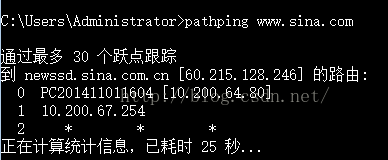 C:\Users\Administrator>pathping www.sina.com
通过最多 30 个跃点跟踪
到 newssd.sina.com.cn [60.215.128.246] 的路由:
0 PC201411011604 [10.200.64.80]
1 10.200.67.254
2 * * *
正在计算统计信息，已耗时 25 秒...
http://blog.csdn.net/